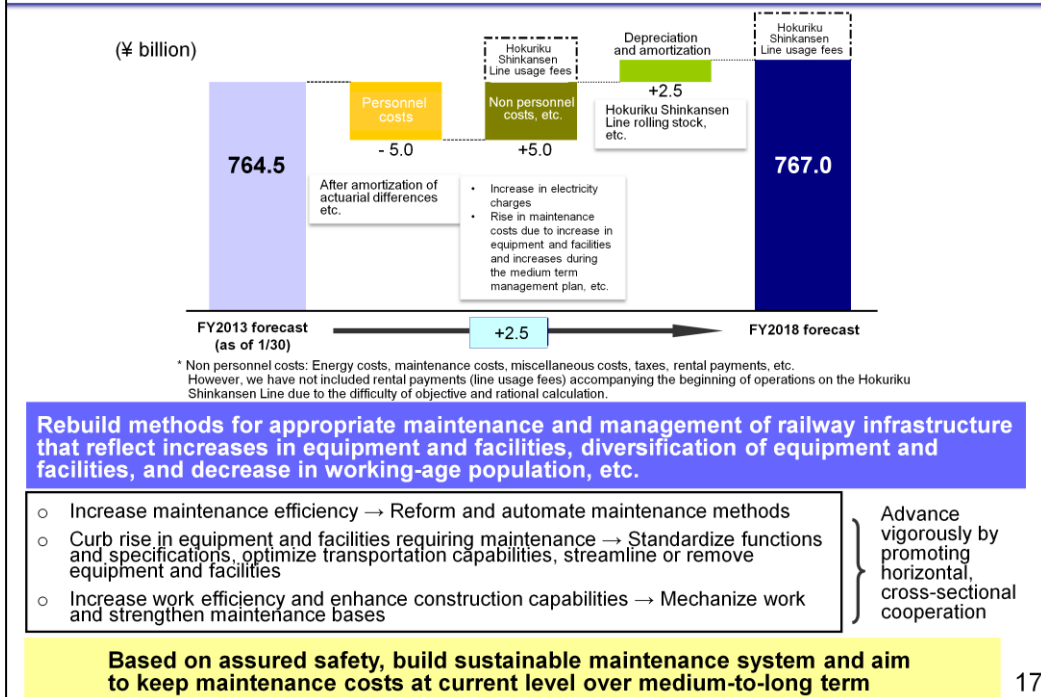 (¥ billion)
Hokuriku
Shinkansen
Line usage fees
Depreciation
and amortization
Hokuriku
Shinkansen
Line usage fees
Personnel
costs
Non personnel
costs, etc.
+2.5
Hokuriku Shinkansen
Line rolling stock,
etc.
- 5.0
+5.0
764.5
767.0
After amortization of
actuarial differences
etc.
• Increase in electricity
charges
• Rise in maintenance
costs due to increase in
equipment and facilities
and increases during
the medium term
management plan, etc.
FY2013 forecast
(as of 1/30)
+2.5
FY2018 forecast
* Non personnel costs: Energy costs, maintenance costs, miscellaneous costs, taxes, rental payments, etc.
However, we have not included rental payments (line usage fees) accompanying the beginning of operations on the Hokuriku
Shinkansen Line due to the difficulty of objective and rational calculation.
Rebuild methods for appropriate maintenance and management of railway infrastructure
that reflect increases in equipment and facilities, diversification of equipment and
facilities, and decrease in working-age population, etc.
○ Increase maintenance efficiency → Reform and automate maintenance methods
○ Curb rise in equipment and facilities requiring maintenance → Standardize functions
and specifications, optimize transportation capabilities, streamline or remove
equipment and facilities
○ Increase work efficiency and enhance construction capabilities → Mechanize work
and strengthen maintenance bases
Advance
vigorously by
promoting
horizontal,
cross-sectional
cooperation
Based on assured safety, build sustainable maintenance system and aim
to keep maintenance costs at current level over medium-to-long term
17